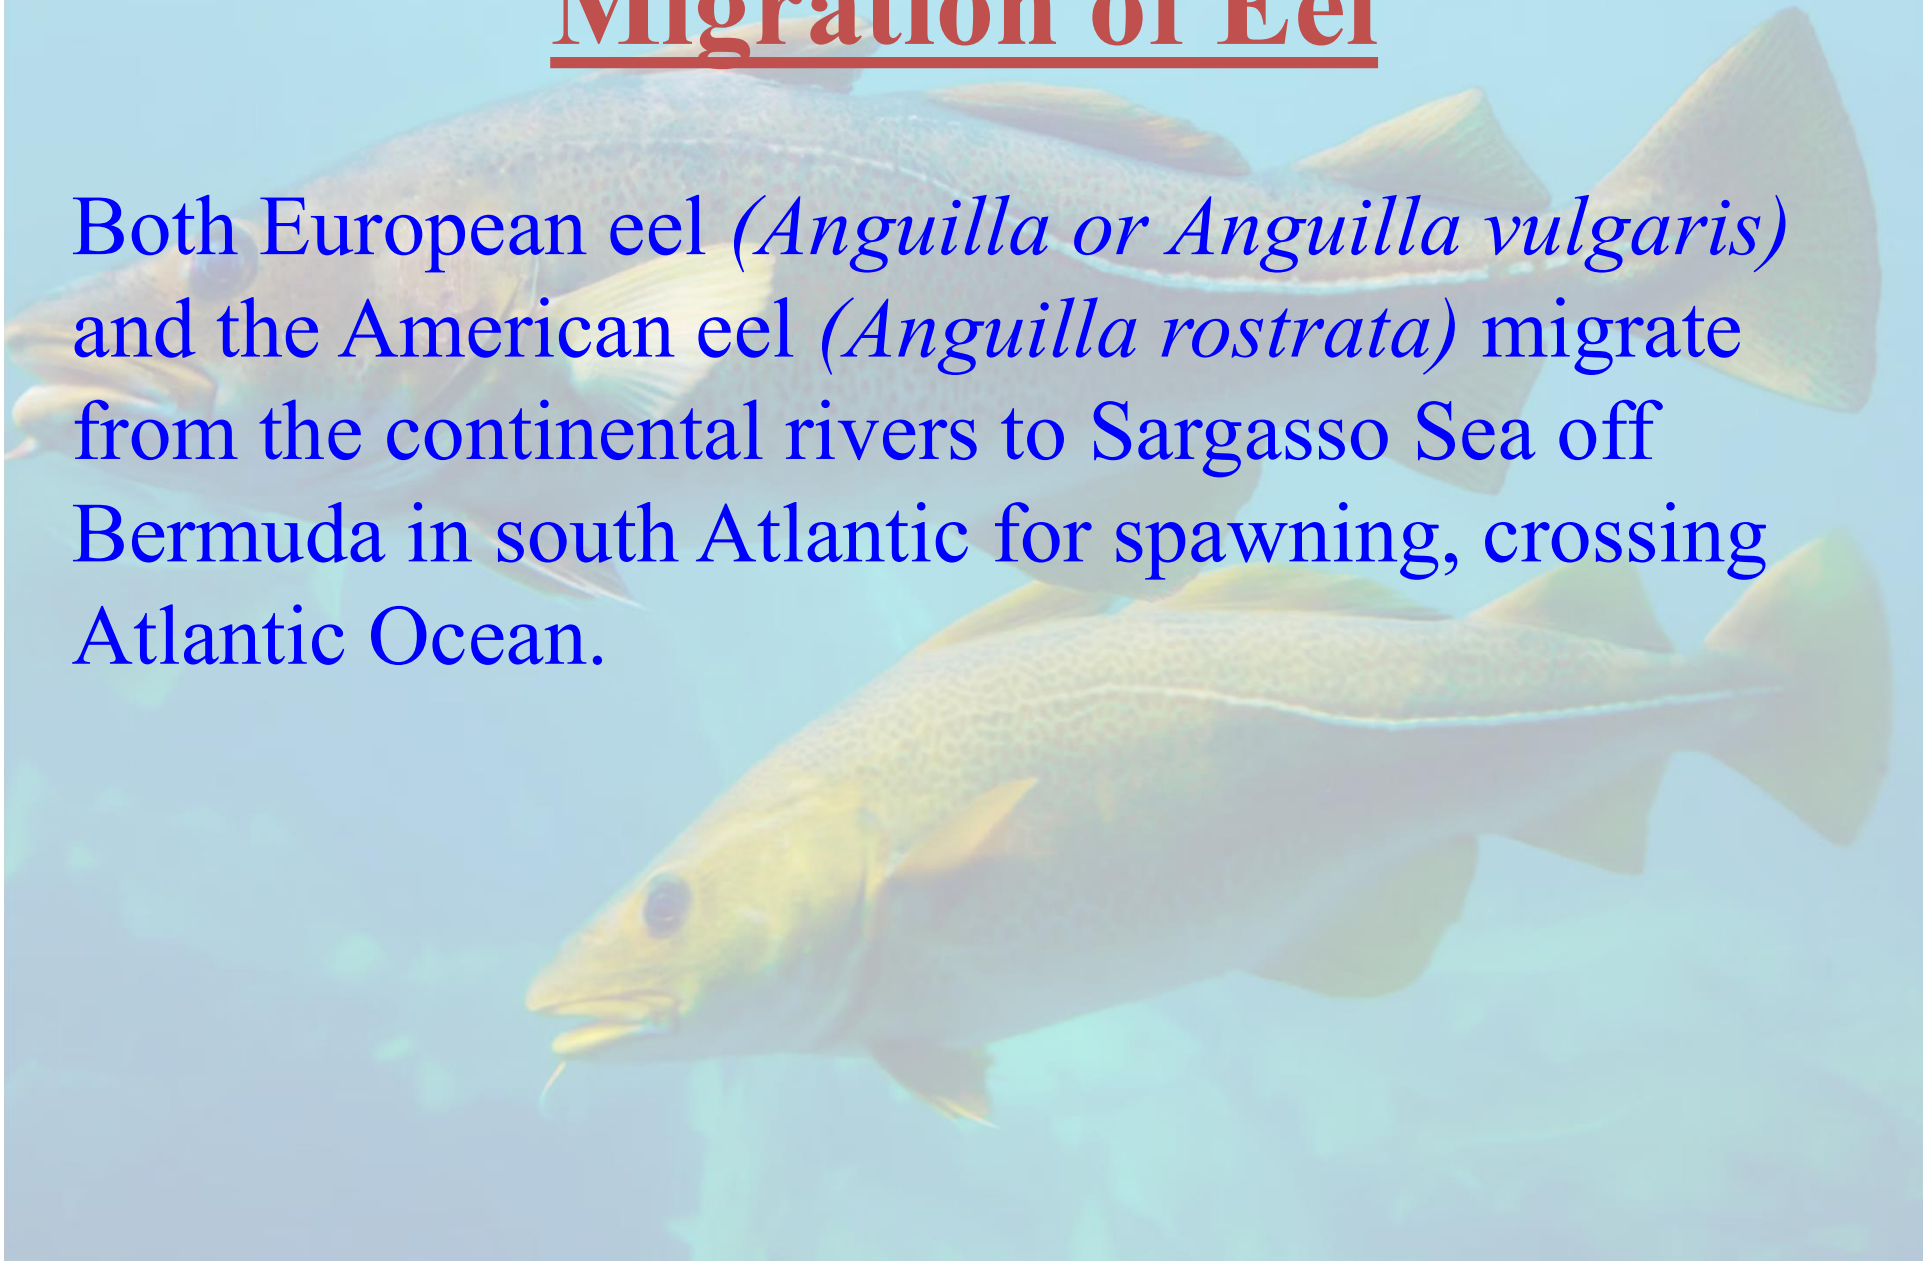 Migration of Eel
Both European eel (Anguilla or Anguilla vulgaris)
and the American eel (Anguilla rostrata) migrate
from the continental rivers to Sargasso Sea off
Bermuda in south Atlantic for spawning, crossing
Atlantic Ocean.